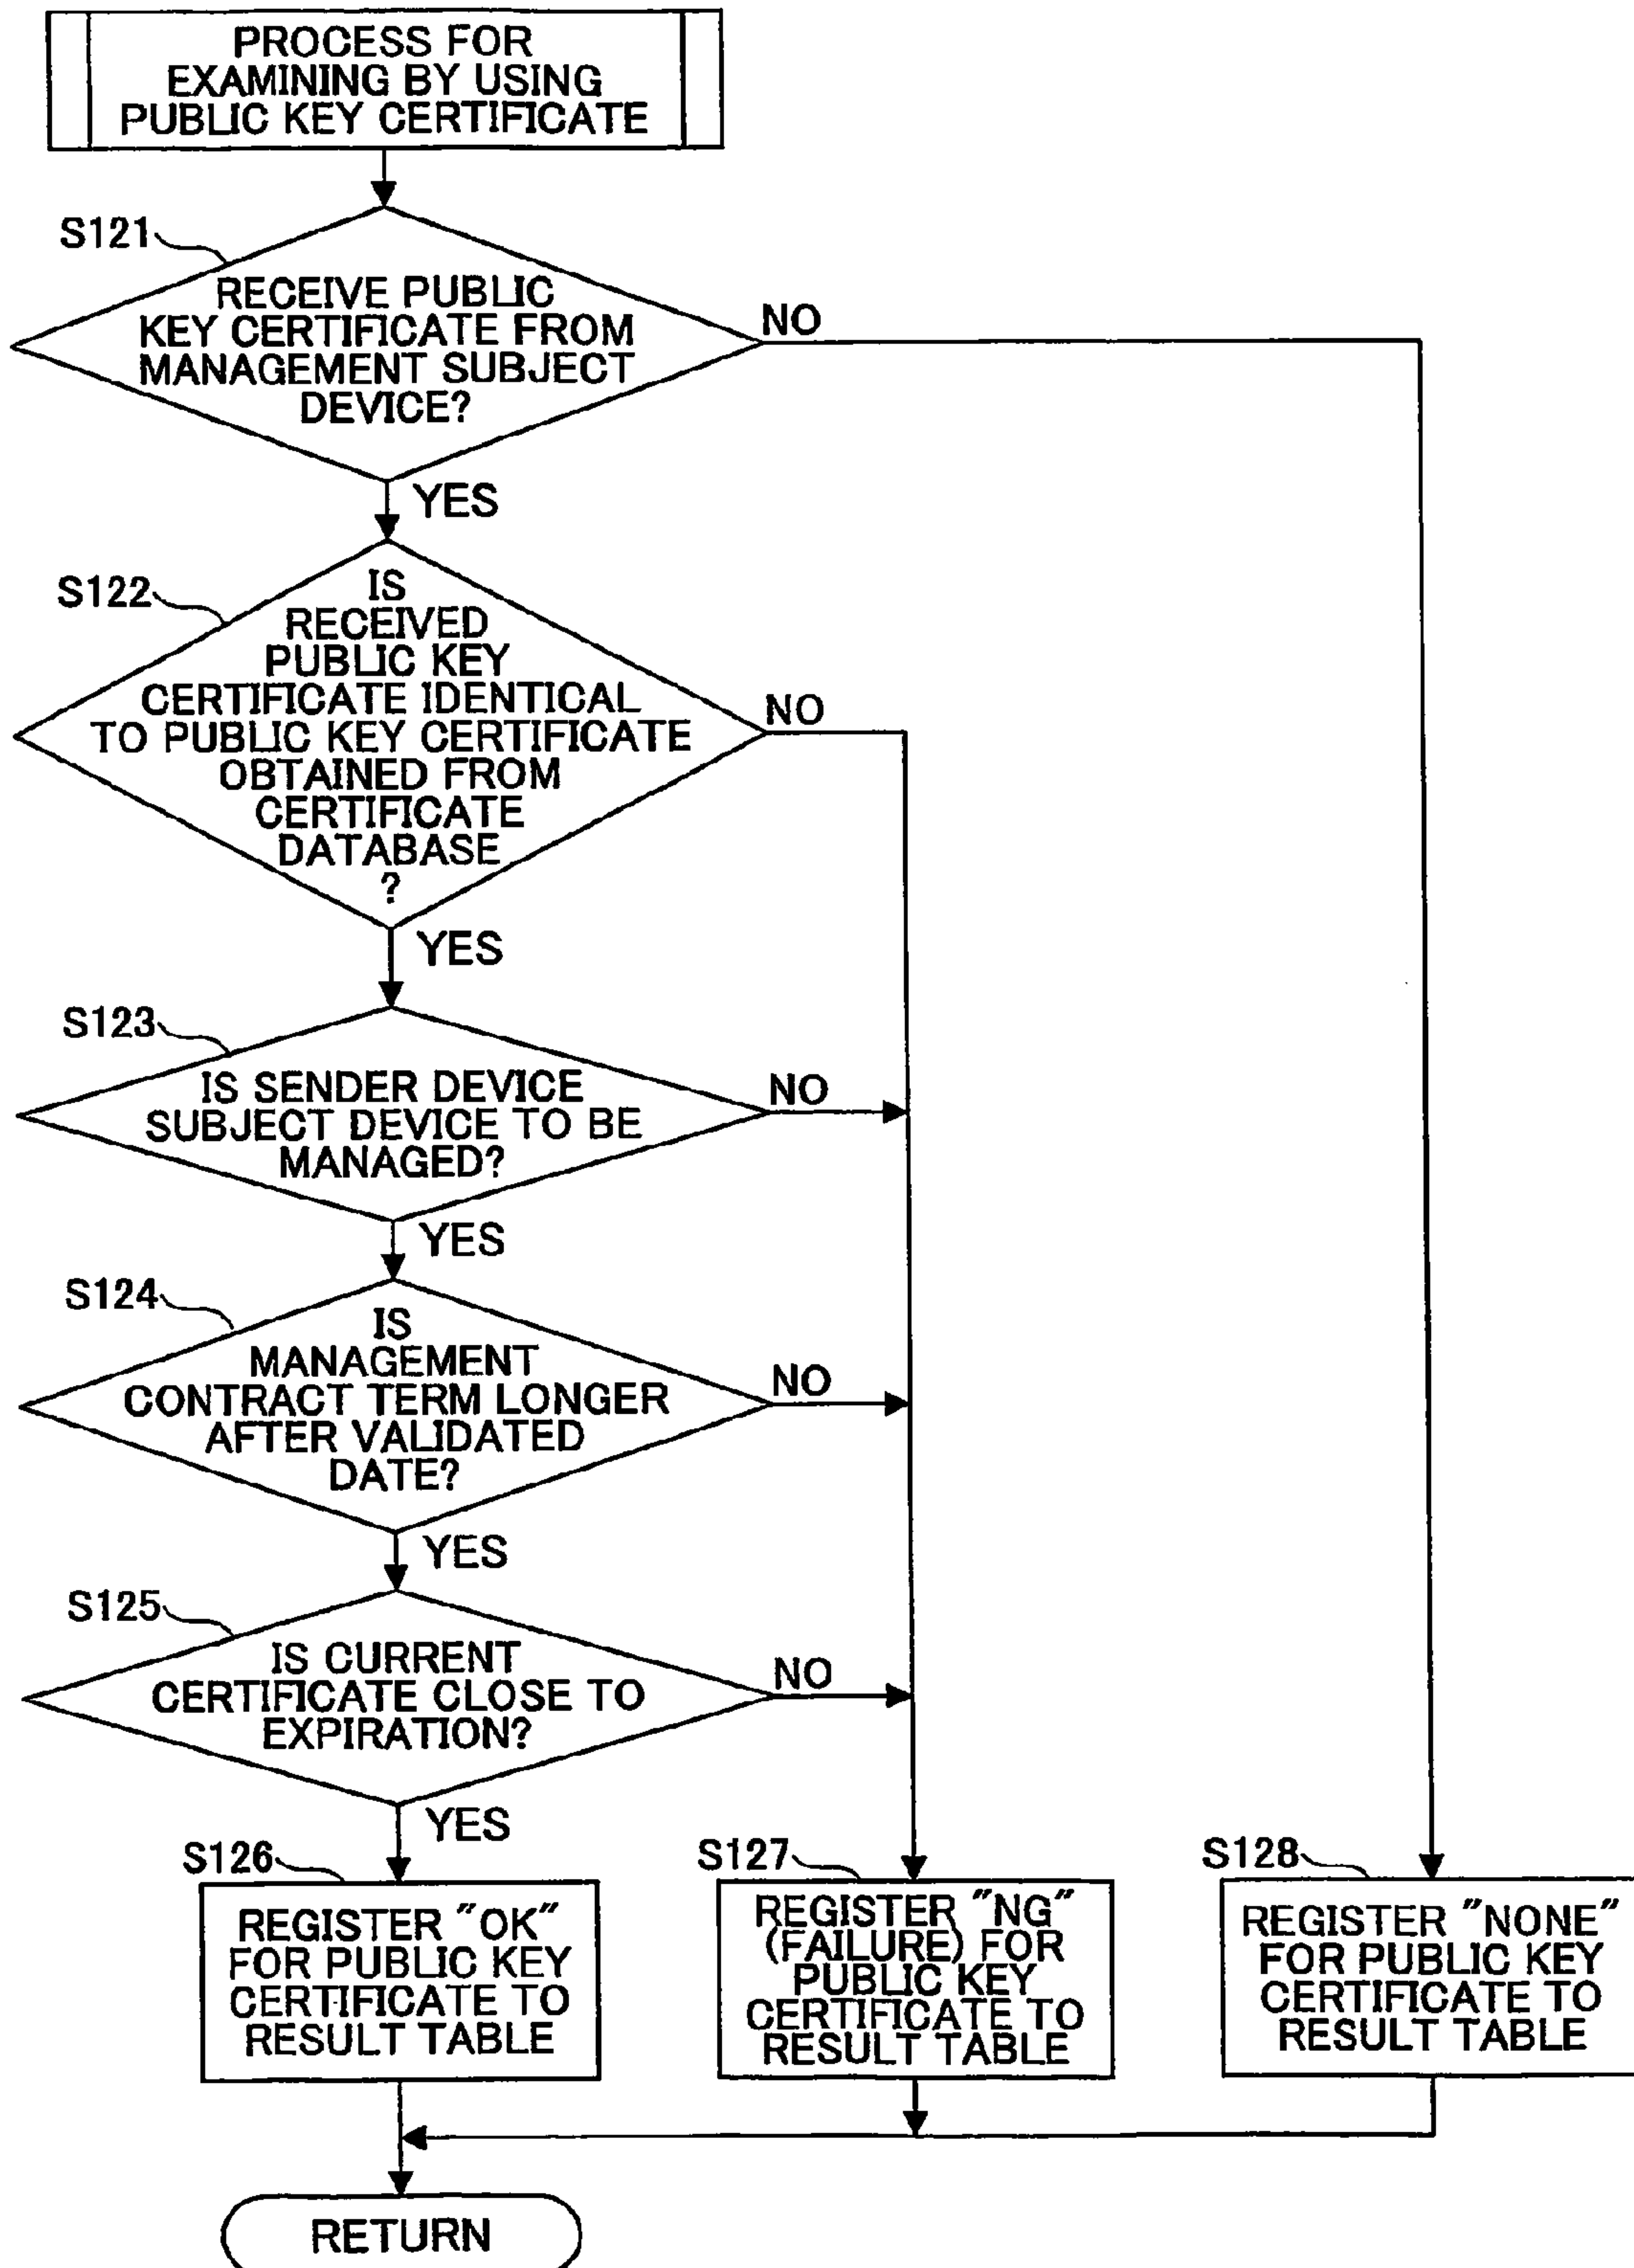 PROCESS FOR
EXAMINING BY USING
PUBLIC KEY CERTIFICATE
S121
RECEIVE PUBLIC
KEY CERTIFICATE FROM
MANAGEMENT SUBJECT
DEVICE?
NO
YES
S122
IS
RECEIVED
PUBLIC KEY
CERTIFICATE IDENTICAL
TO PUBLIC KEY CERTIFICATE
OBTAINED FROM
CERTIFICATE
DATABASE
?
NO
YES
S123
IS SENDER DEVICE
SUBJECT DEVICE TO BE
MANAGED?
NO
YES
S124
IS
MANAGEMENT
CONTRACT TERM LONGER
AFTER VALIDATED
DATE?
NO
YES
S125
IS CURRENT
CERTIFICATE CLOSE TO
EXPIRATION?
NO
YES
S126
REGISTER "OK"
FOR PUBLIC KEY
CERTIFICATE TO
RESULT TABLE
S127
REGISTER "NG"
(FAILURE) FOR
PUBLIC KEY
CERTIFICATE TO
RESULT TABLE
S128
REGISTER "NONE"
FOR PUBLIC KEY
CERTIFICATE TO
RESULT TABLE
RETURN